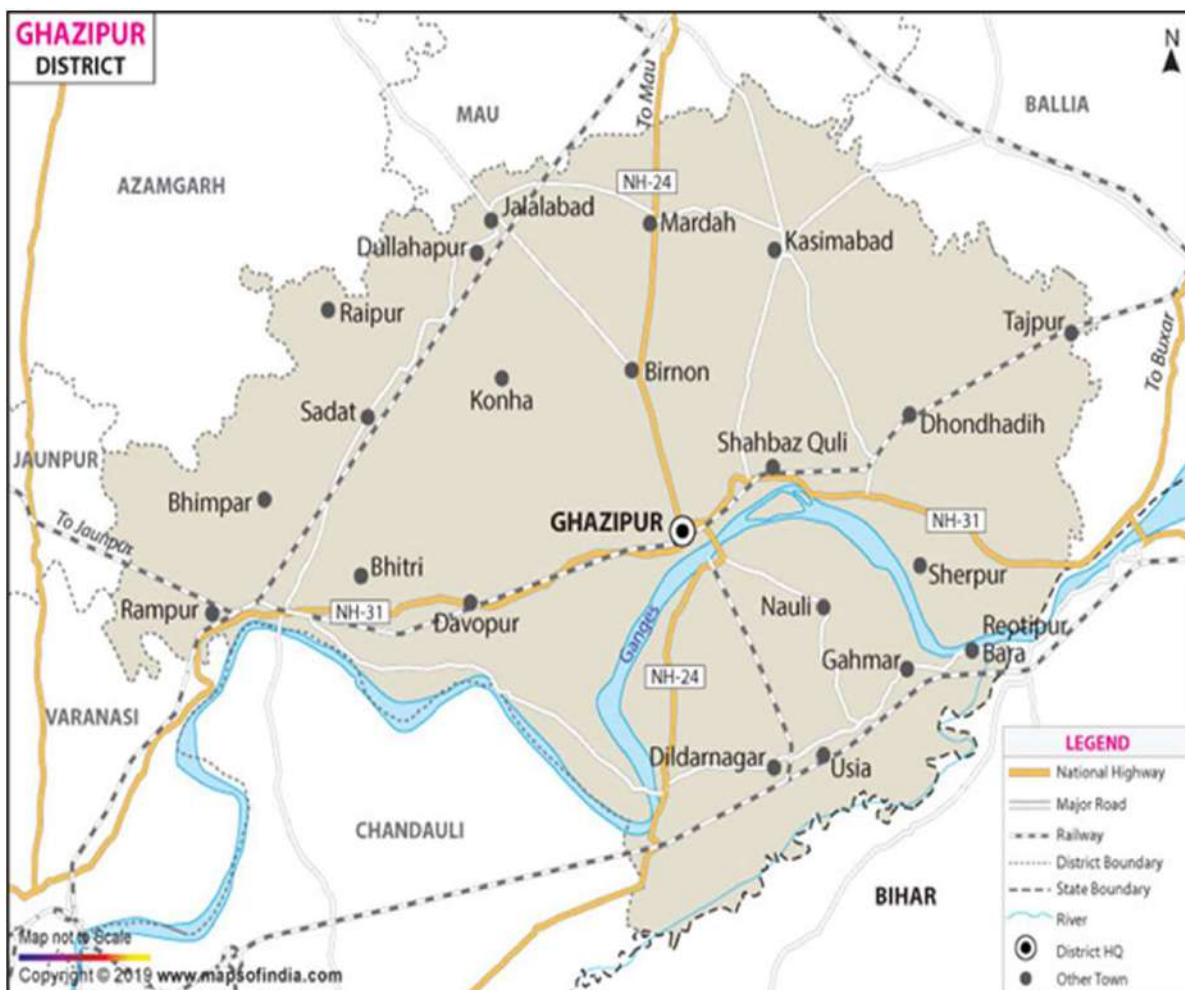 GHAZIPUR
DISTRICT
N
MAU
To Mau
BALLIA
AZAMGARH
NH-24
Jalalabad
Mardah
Dullahapur
Kasimabad
Raipur
Tajpur
To Buxar
Birnon
Konha
Sadat
Dhondhadih
Shahbaz Quli
JAUNPUR
Bhimpar
To Jaunpur
GHAZIPUR
NH-31
Bhitri
Sherpur
Rampur
NH-31
Davopur
Nauli
Ganges
Reotipur
Bara
Gahmar
NH-24
VARANASI
Dildarnagar
Usia
CHANDAULI
BIHAR
LEGEND
National Highway
Major Road
Railway
District Boundary
State Boundary
River
District HQ
Other Town
Map not to Scale
Copyright © 2019 www.mapsofindia.com